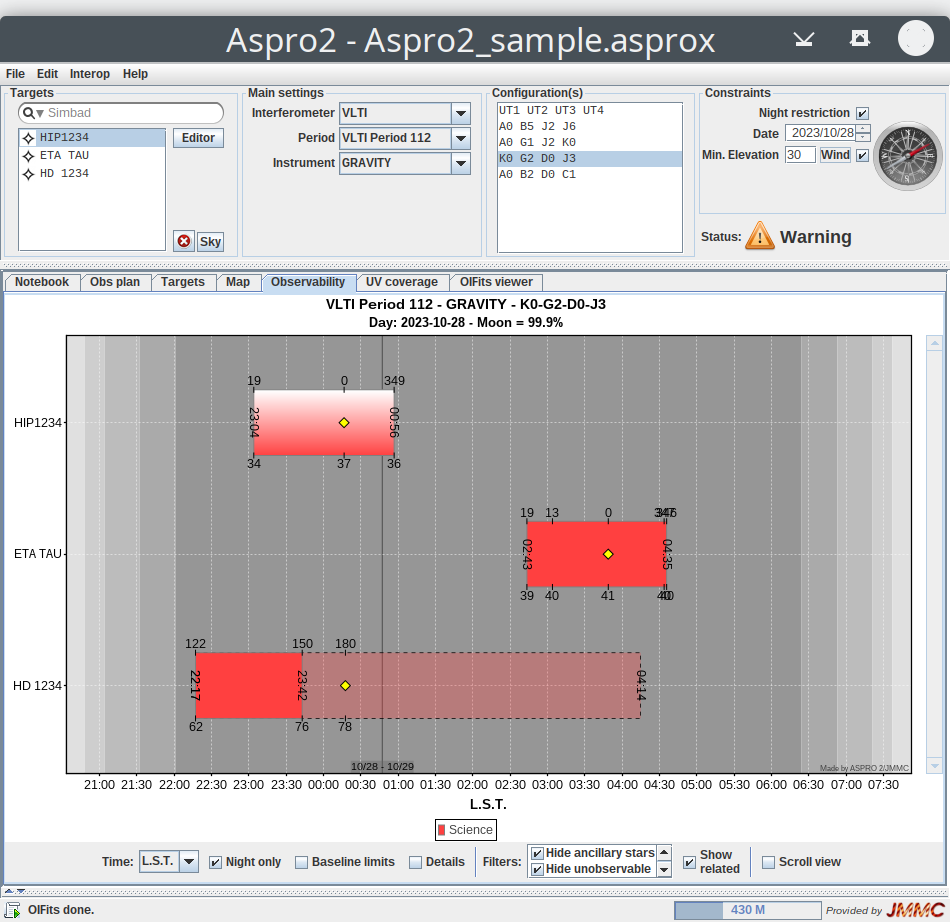 Aspro2 - Aspro2_sample.asprox
File Edit Interop Help
Targets
Simbad
HIP1234
ETA TAU
HD 1234
Editor
Sky
Main settings
Interferometer VLTI
Period VLTI Period 112
Instrument GRAVITY
Configuration(s)
UT1 UT2 UT3 UT4
A0 B5 J2 J6
A0 G1 J2 K0
K0 G2 D0 J3
A0 B2 D0 C1
Constraints
Night restriction
Date 2023/10/28
Min. Elevation 30 Wind
Status: Warning
Notebook Obs plan Targets Map Observability UV coverage OIFits viewer
VLTI Period 112 - GRAVITY - K0-G2-D0-J3
Day: 2023-10-28 - Moon = 99.9%
19 0 349
HIP1234 23:04 00:56
34 37 36
19 13 0 347 346
ETA TAU 02:43 04:35
39 40 41 40 40
122 150 180
HD 1234 22:17 23:42 04:14
62 76 78
10/28 - 10/29
Made by ASPRO 2/JMMC
21:00 21:30 22:00 22:30 23:00 23:30 00:00 00:30 01:00 01:30 02:00 02:30 03:00 03:30 04:00 04:30 05:00 05:30 06:00 06:30 07:00 07:30
L.S.T.
Science
Time: L.S.T. Night only Baseline limits Details Filters: Hide ancillary stars Hide unobservable Show related Scroll view
OIFits done.
430 M
Provided by JMMC